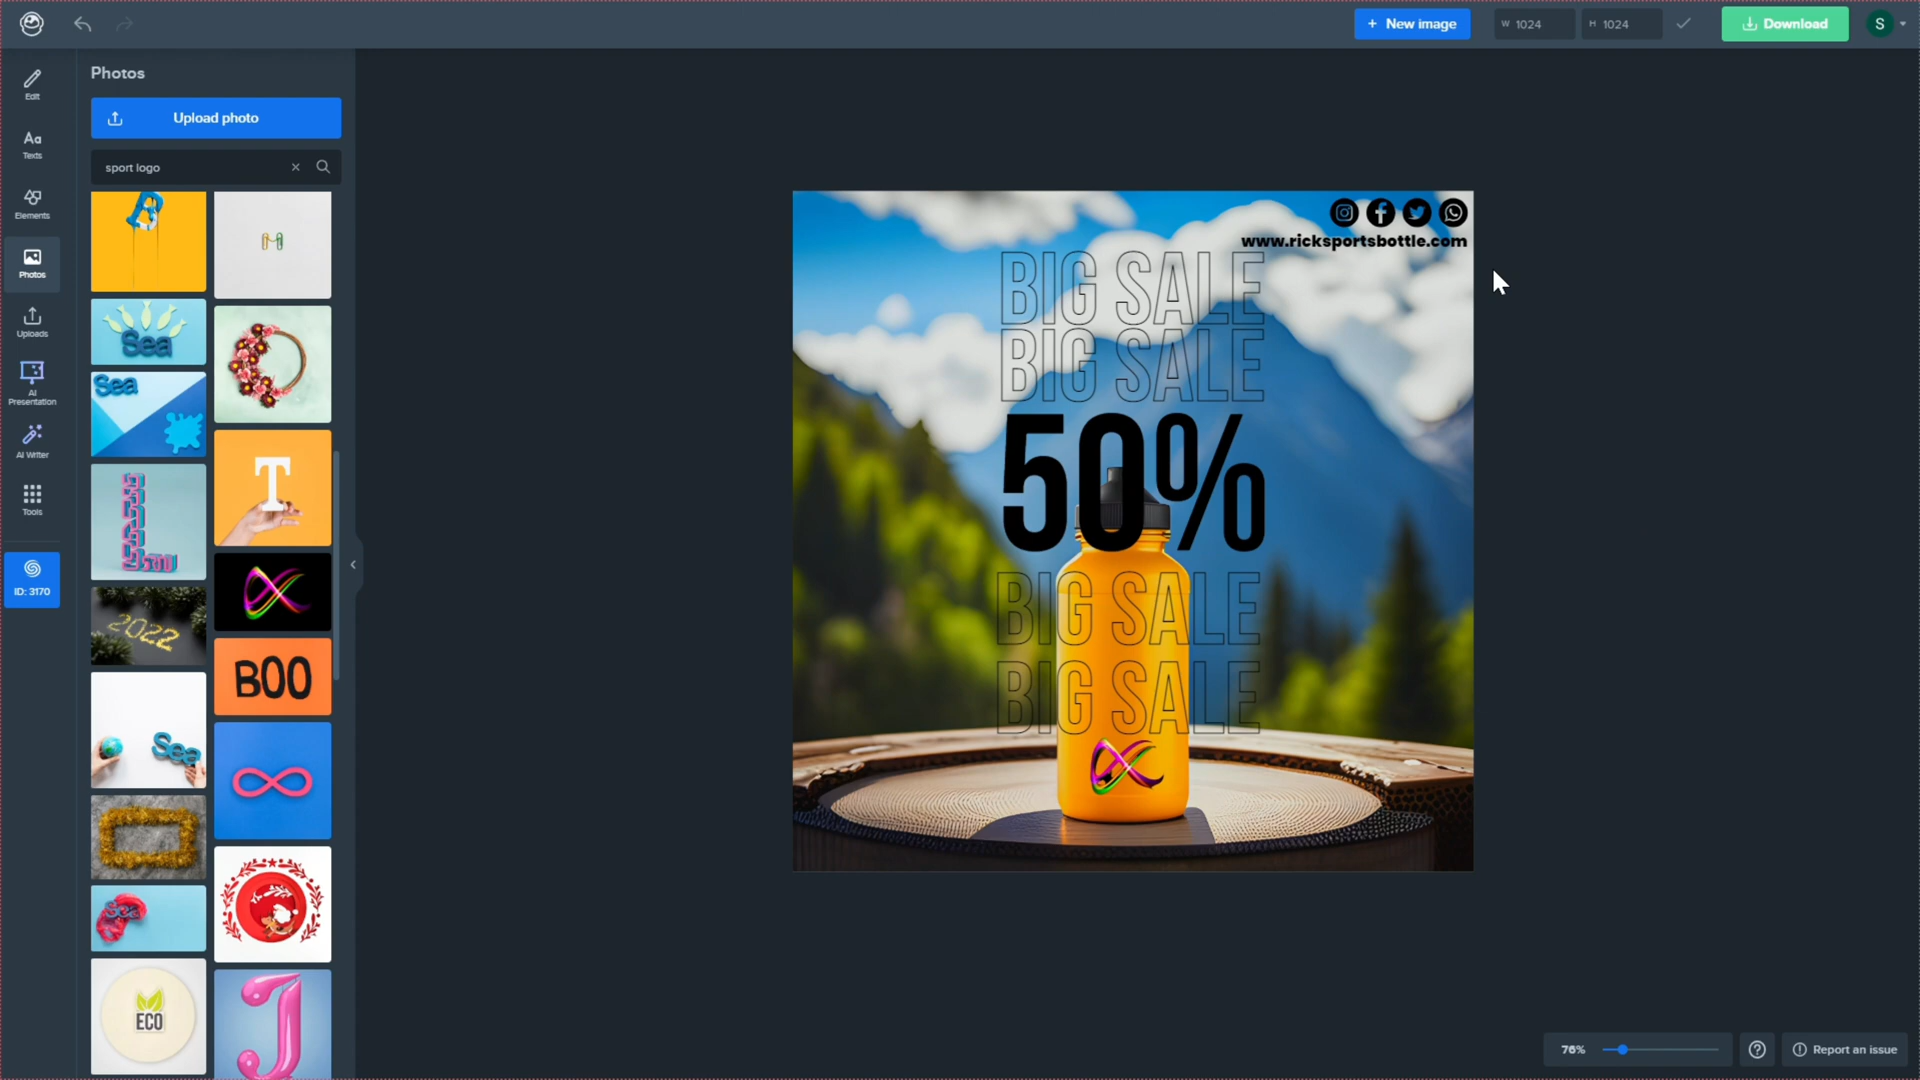 + New image
W 1024
H 1024
Download
S
Edit
Aa
Texts
Elements
Photos
Uploads
AI
Presentation
AI Writer
Tools
ID: 3170
Photos
Upload photo
sport logo
B
M
Sea
Sea
T
2022
BOO
Sea
Sea
ECO
J
www.ricksportsbottle.com
BIG SALE
BIG SALE
50%
BIG SALE
BIG SALE
76%
Report an issue